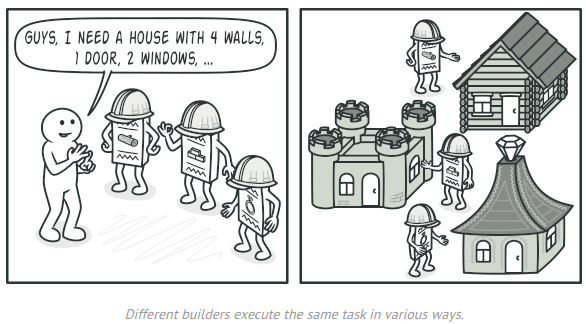 GUYS, I NEED A HOUSE WITH 4 WALLS,
1 DOOR, 2 WINDOWS, ...
Different builders execute the same task in various ways.